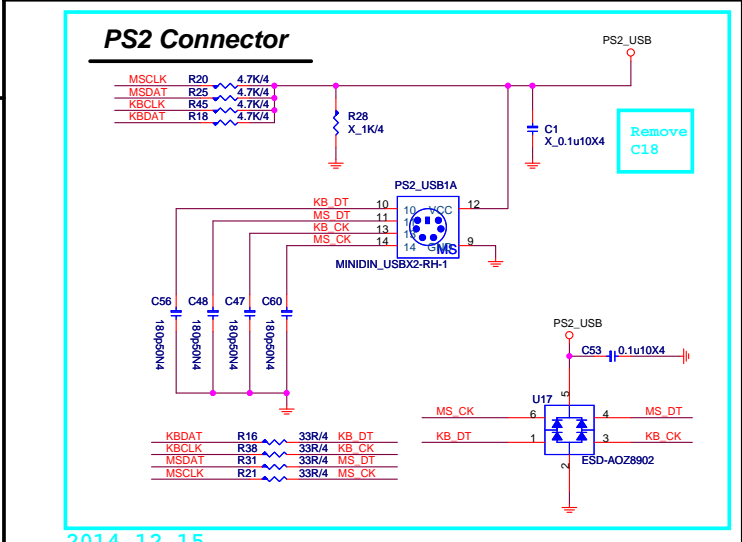 PS2 Connector
PS2_USB
MSCLK R20 4.7K/4
MSDAT R25 4.7K/4
KBCLK R45 4.7K/4
KBDAT R18 4.7K/4
R28
X_1K/4
C1
X_0.1u10X4
Remove
C18
PS2_USB1A
KB_DT 10 10 VCC 12
MS_DT 11
KB_CK 13
MS_CK 14 14 GND 9
MS
MINIDIN_USBX2-RH-1
C56 C48 C47 C60
180p50N4 180p50N4 180p50N4 180p50N4
PS2_USB
C53 0.1u10X4
U17 5
MS_CK 6 4 MS_DT
KB_DT 1 3 KB_CK
2
ESD-AOZ8902
KBDAT R16 33R/4 KB_DT
KBCLK R38 33R/4 KB_CK
MSDAT R31 33R/4 MS_DT
MSCLK R21 33R/4 MS_CK
2014.12.15